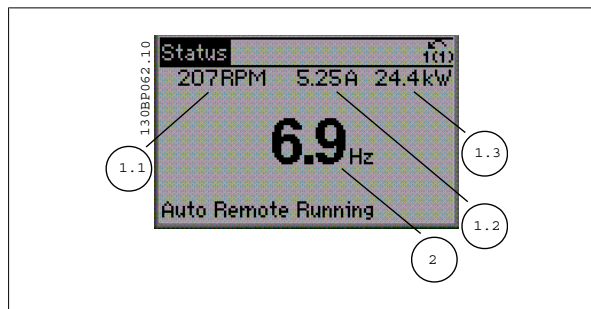 130BP062.10
Status
1(1)
207RPM 5.25A 24.4kW
6.9Hz
Auto Remote Running
1.1
1.3
1.2
2